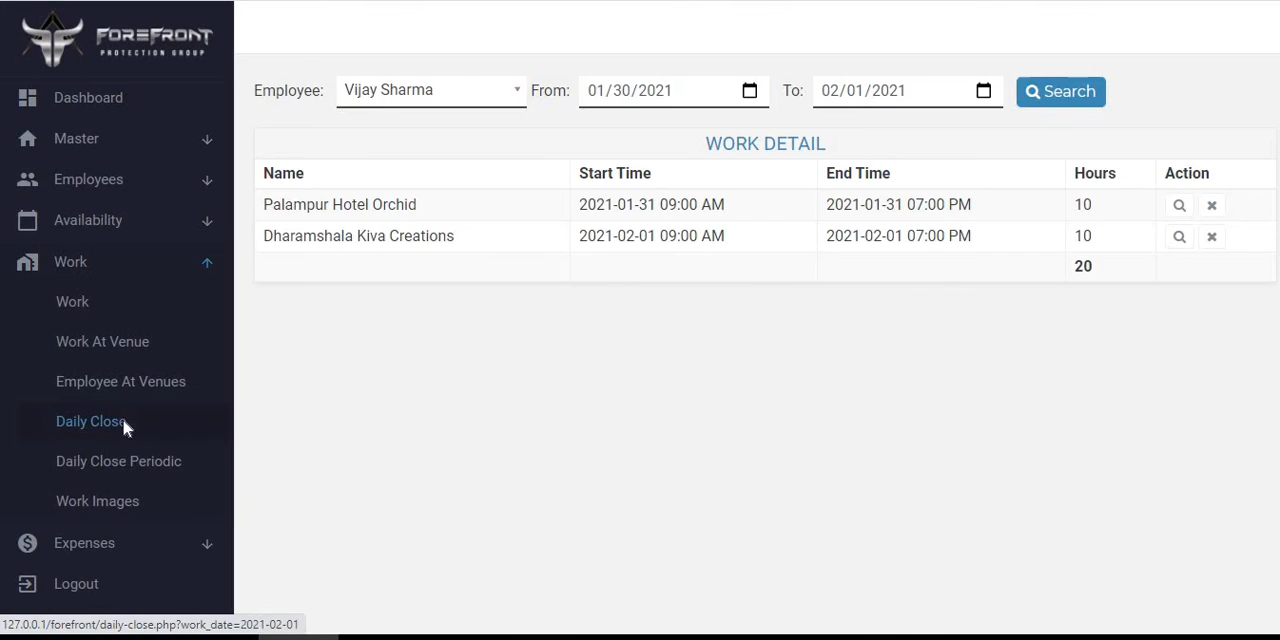 FOREFRONT
PROTECTION GROUP
Dashboard
Master
Employees
Availability
Work
Work
Work At Venue
Employee At Venues
Daily Close
Daily Close Periodic
Work Images
Expenses
Logout
Employee: Vijay Sharma From: 01/30/2021 To: 02/01/2021 Search
WORK DETAIL
Name Start Time End Time Hours Action
Palampur Hotel Orchid 2021-01-31 09:00 AM 2021-01-31 07:00 PM 10
Dharamshala Kiva Creations 2021-02-01 09:00 AM 2021-02-01 07:00 PM 10
20
127.0.0.1/forefront/daily-close.php?work_date=2021-02-01